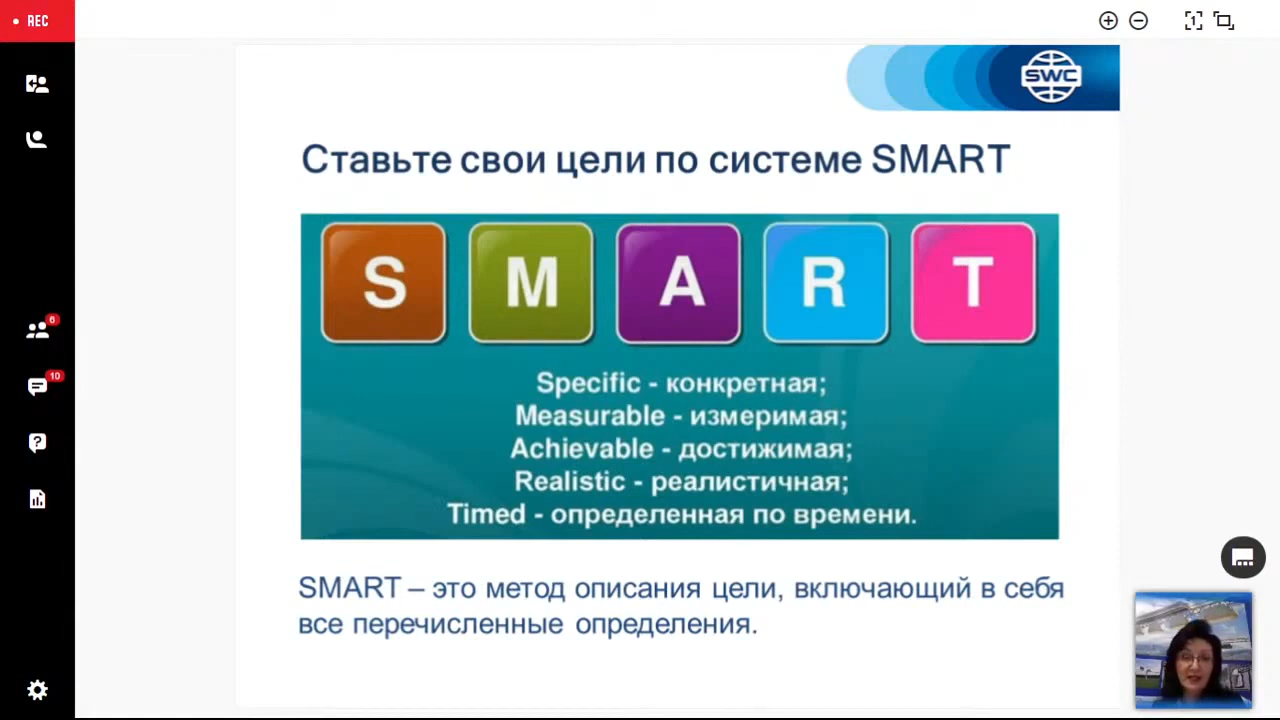 REC
1
SWC
Ставьте свои цели по системе SMART
S M A R T
Specific - конкретная;
Measurable - измеримая;
Achievable - достижимая;
Realistic - реалистичная;
Timed - определенная по времени.
6
10
?
SMART – это метод описания цели, включающий в себя
все перечисленные определения.